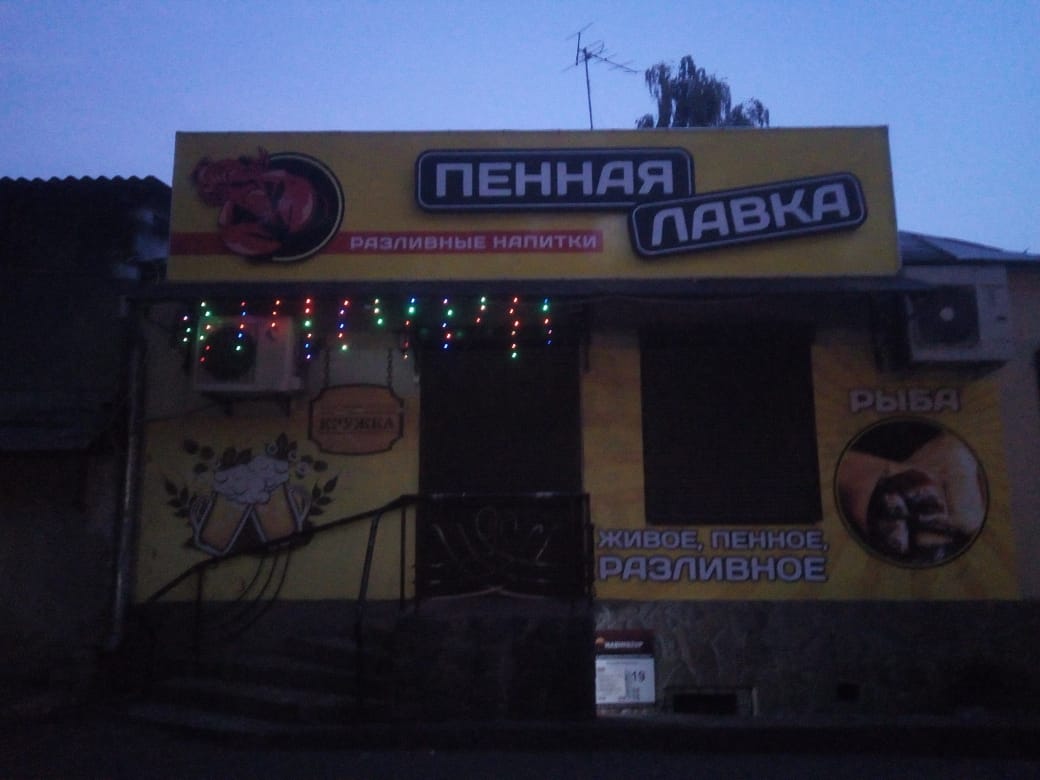 ПЕННАЯ
ЛАВКА
РАЗЛИВНЫЕ НАПИТКИ
КРУЖКА
РЫБА
ЖИВОЕ, ПЕННОЕ,
РАЗЛИВНОЕ
19